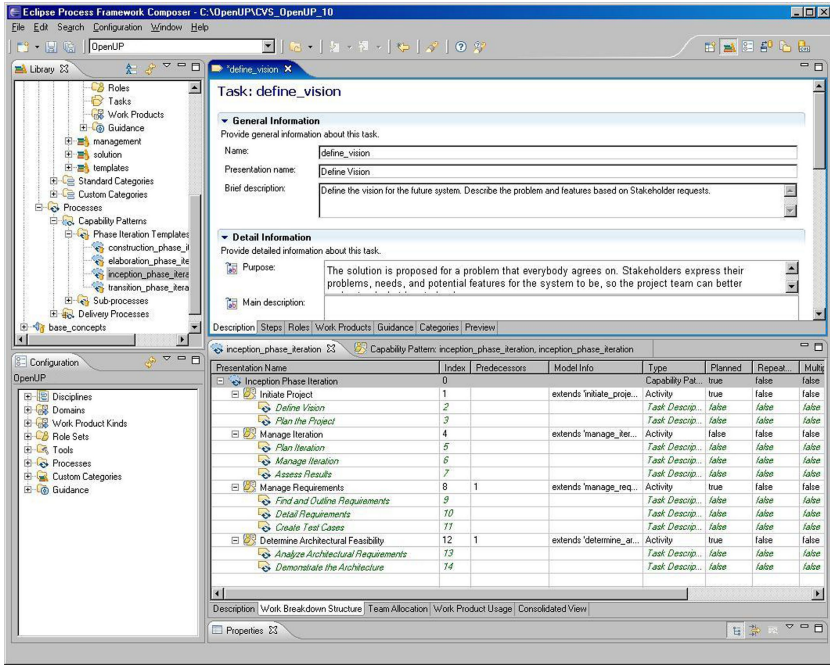 Eclipse Process Framework Composer - C:\OpenUP\CVS_OpenUP_10
File Edit Search Configuration Window Help
OpenUP
Library
Roles
Tasks
Work Products
Guidance
management
solution
templates
Standard Categories
Custom Categories
Processes
Capability Patterns
Phase Iteration Templates
construction_phase_i
elaboration_phase_ite
inception_phase_itera
transition_phase_itera
Sub-processes
Delivery Processes
base_concepts
Configuration
OpenUP
Disciplines
Domains
Work Product Kinds
Role Sets
Tools
Processes
Custom Categories
Guidance
*define_vision
Task: define_vision
General Information
Provide general information about this task.
Name: define_vision
Presentation name: Define Vision
Brief description: Define the vision for the future system. Describe the problem and features based on Stakeholder requests.
Detail Information
Provide detailed information about this task.
Purpose: The solution is proposed for a problem that everybody agrees on. Stakeholders express their
problems, needs, and potential features for the system to be, so the project team can better
Main description:
Description Steps Roles Work Products Guidance Categories Preview
inception_phase_iteration Capability Pattern: inception_phase_iteration, inception_phase_iteration
Presentation Name Index Predecessors Model Info Type Planned Repeat... Multip
Inception Phase Iteration 0 Capability Pat... true false false
Initiate Project 1 extends 'initiate_proje... Activity true false false
Define Vision 2 Task Descrip... false false false
Plan the Project 3 Task Descrip... false false false
Manage Iteration 4 extends 'manage_iter... Activity false false false
Plan Iteration 5 Task Descrip... false false false
Manage Iteration 6 Task Descrip... false false false
Assess Results 7 Task Descrip... false false false
Manage Requirements 8 1 extends 'manage_req... Activity true false false
Find and Outline Requirements 9 Task Descrip... false false false
Detail Requirements 10 Task Descrip... false false false
Create Test Cases 11 Task Descrip... false false false
Determine Architectural Feasibility 12 1 extends 'determine_ar... Activity true false false
Analyze Architectural Requirements 13 Task Descrip... false false false
Demonstrate the Architecture 14 Task Descrip... false false false
Description Work Breakdown Structure Team Allocation Work Product Usage Consolidated View
Properties